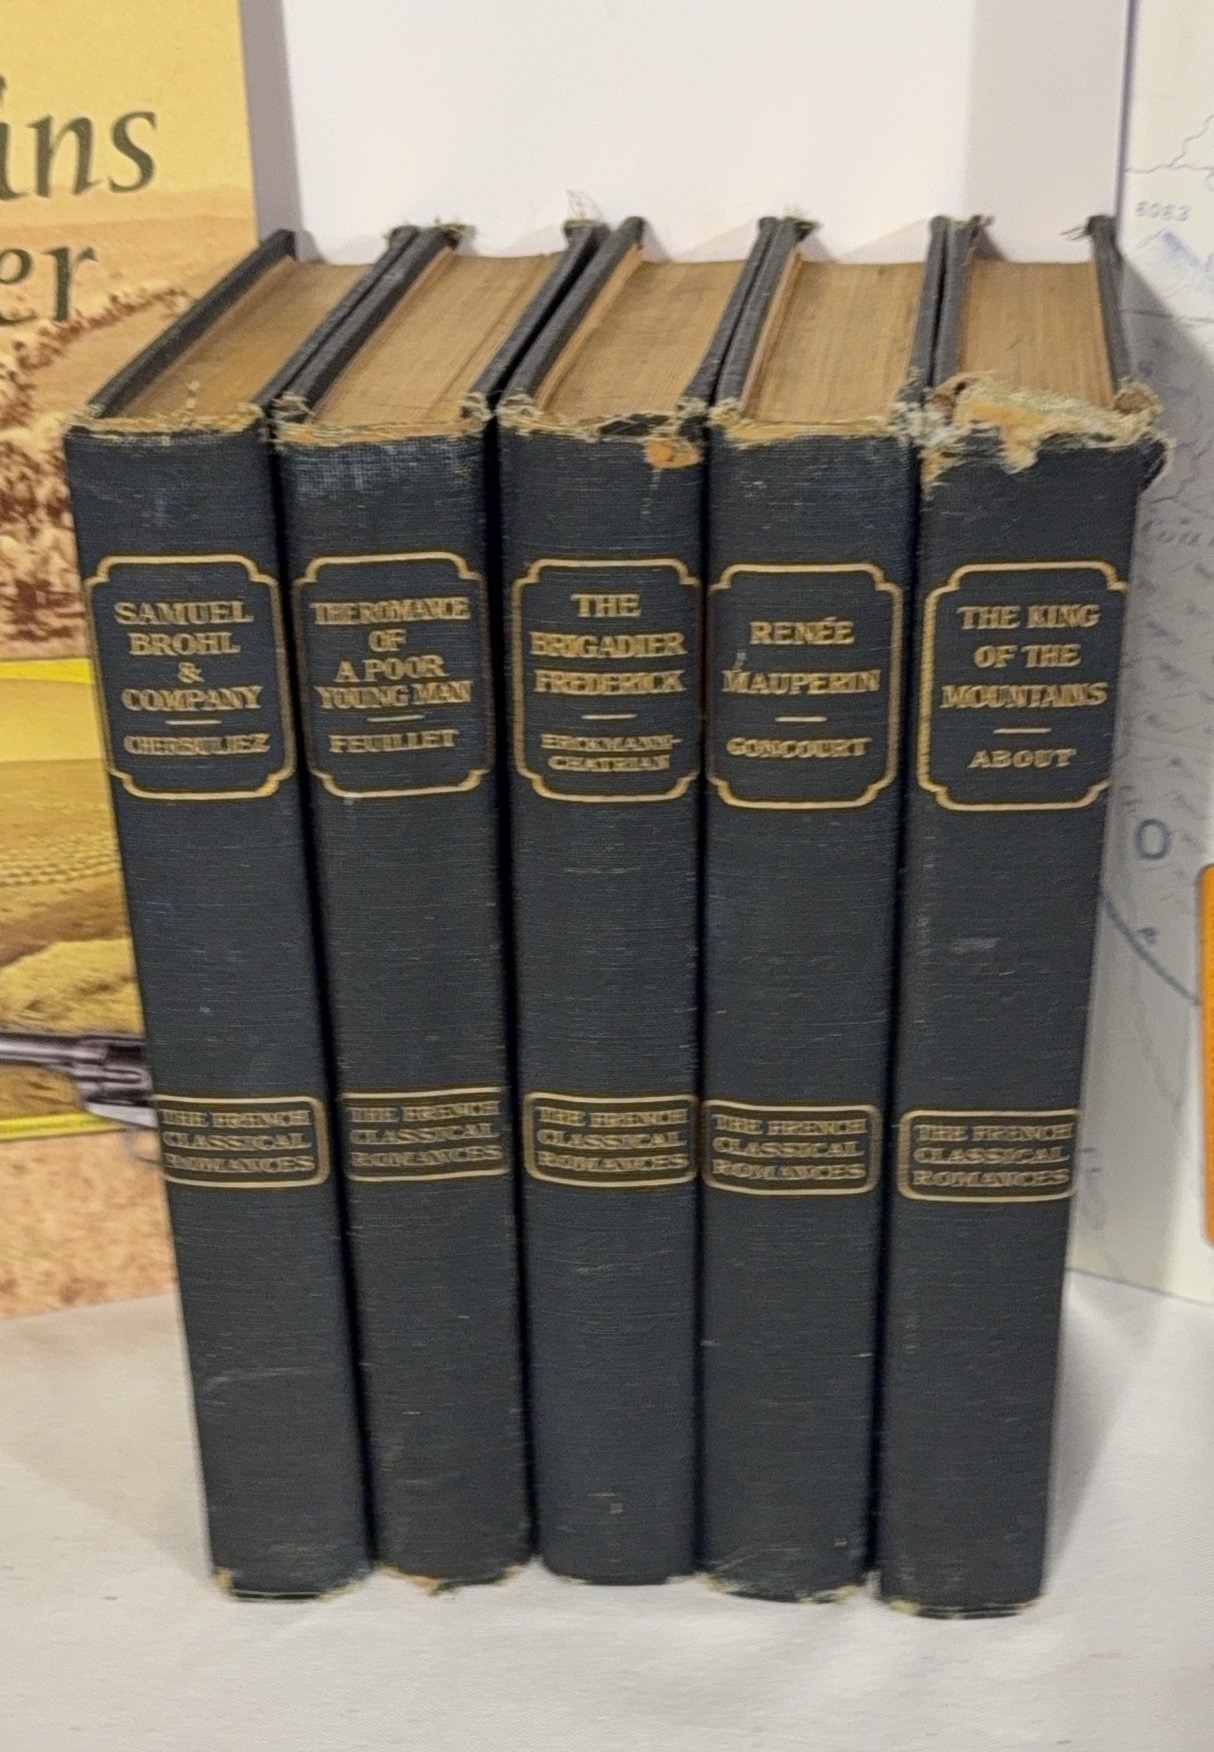 ins
er
SAMUEL
BROHL
&
COMPANY
CHERBULIEZ
THE FRENCH
CLASSICAL
ROMANCES
THE ROMANCE
OF
A POOR
YOUNG MAN
FEUILLET
THE FRENCH
CLASSICAL
ROMANCES
THE
BRIGADIER
FREDERICK
ERCKMANN-
CHATRIAN
THE FRENCH
CLASSICAL
ROMANCES
RENÉE
MAUPERIN
GONCOURT
THE FRENCH
CLASSICAL
ROMANCES
THE KING
OF THE
MOUNTAINS
ABOUT
THE FRENCH
CLASSICAL
ROMANCES
6063
O